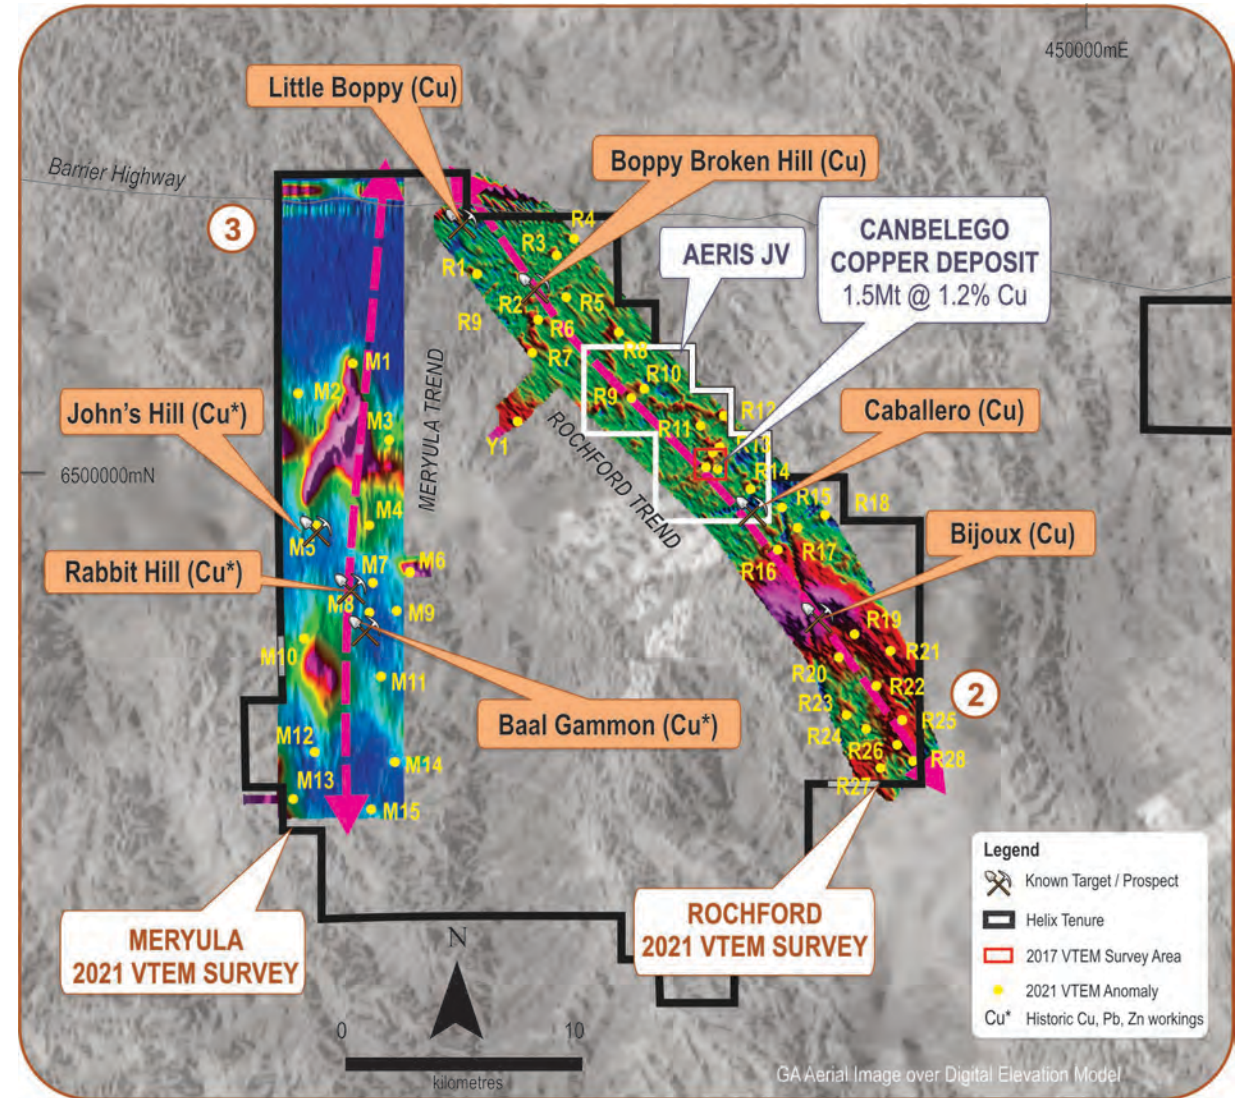 450000mE
Little Boppy (Cu)
Boppy Broken Hill (Cu)
Barrier Highway
3
AERIS JV
CANBELEGO
COPPER DEPOSIT
1.5Mt @ 1.2% Cu
R4
R3
R1
R2
R5
R9
R6
R7
R8
M1
M2
M3
MERYULA TREND
John's Hill (Cu*)
R10
R9
R12
R11
R13
Caballero (Cu)
Y1
ROCHFORD TREND
6500000mN
R14
R15
R18
M4
M5
R17
R16
Bijoux (Cu)
Rabbit Hill (Cu*)
M7
M6
M8
M9
R19
M10
R20
R21
M11
R22
2
Baal Gammon (Cu*)
R23
R25
R24
R26
M12
M14
R28
M13
R27
M15
MERYULA
2021 VTEM SURVEY
ROCHFORD
2021 VTEM SURVEY
N
0
10
kilometres
Legend
Known Target / Prospect
Helix Tenure
2017 VTEM Survey Area
2021 VTEM Anomaly
Cu* Historic Cu, Pb, Zn workings
GA Aerial Image over Digital Elevation Model